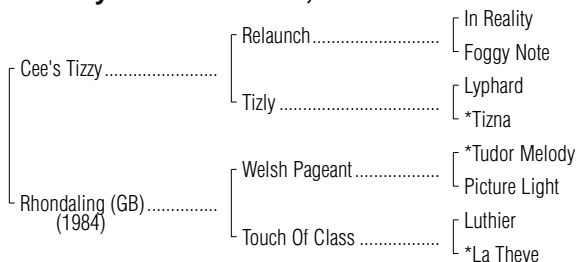 In Reality
Relaunch
Foggy Note
Cee's Tizzy
Lyphard
Tizly
*Tizna
*Tudor Melody
Welsh Pageant
Picture Light
Rhondaling (GB)
(1984)
Luthier
Touch Of Class
*La Theve